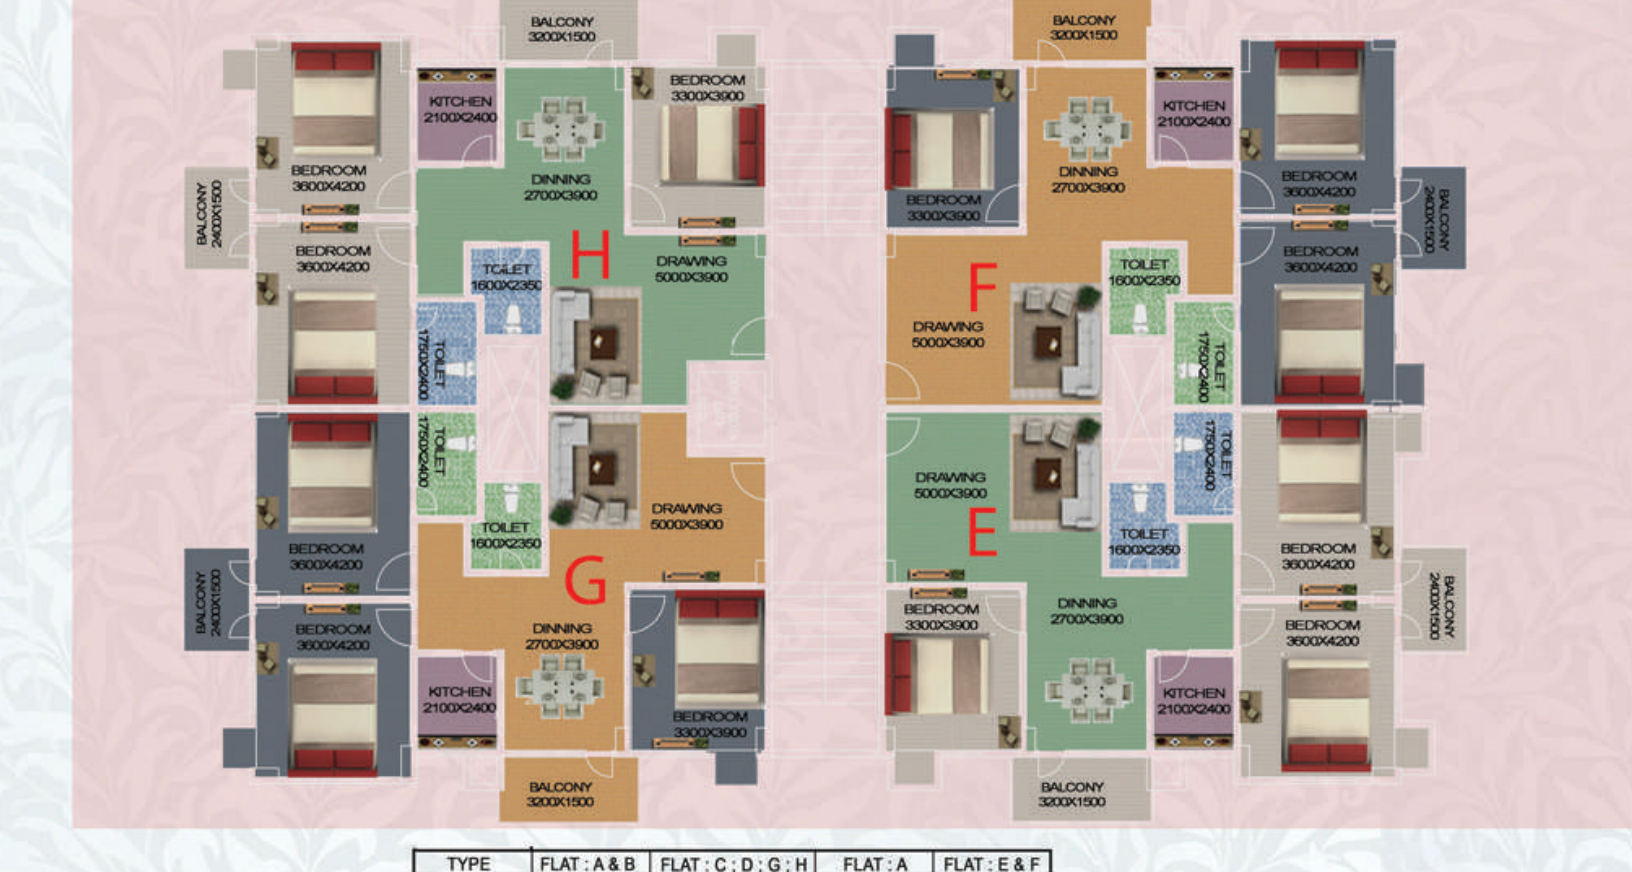 BALCONY
3200X1500
BALCONY
3200X1500
KITCHEN
2100X2400
BEDROOM
3300X3900
DINNING
2700X3900
BEDROOM
3600X4200
BALCONY
2400X1500
BEDROOM
3600X4200
TOILET
1600X2350
H
DRAWING
5000X3900
TOILET
1750X2400
BEDROOM
3300X3900
DINNING
2700X3900
KITCHEN
2100X2400
BEDROOM
3600X4200
BALCONY
2400X1500
BEDROOM
3600X4200
F
DRAWING
5000X3900
TOILET
1600X2350
TOILET
1750X2400
TOILET
1750X2400
DRAWING
5000X3900
TOILET
1600X2350
G
BEDROOM
3600X4200
BALCONY
2400X1500
BEDROOM
3600X4200
DINNING
2700X3900
KITCHEN
2100X2400
BEDROOM
3300X3900
BALCONY
3200X1500
DRAWING
5000X3900
E
TOILET
1750X2400
TOILET
1600X2350
BEDROOM
3600X4200
BEDROOM
3300X3900
DINNING
2700X3900
BALCONY
2400X1500
BEDROOM
3600X4200
KITCHEN
2100X2400
BALCONY
3200X1500
TYPE FLAT : A & B FLAT : C ; D ; G ; H FLAT : A FLAT : E & F